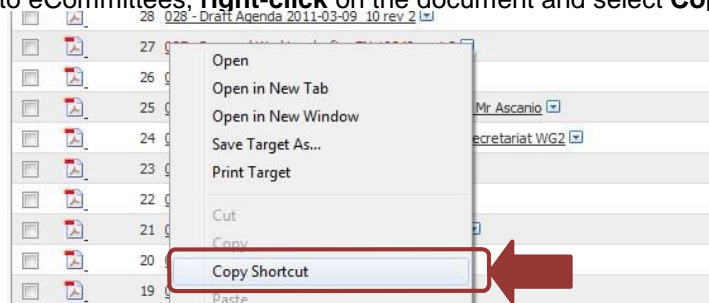 to eCommittees, right-click on the document and select
28 028 - Draft Agenda 2011-03-09 10 rev 2
27
Open
26
Open in New Tab
25 Mr Ascanio
Open in New Window
24 ecretariat WG2
Save Target As...
23
Print Target
22
Cut
21
Copy
20
Copy Shortcut
19
Paste